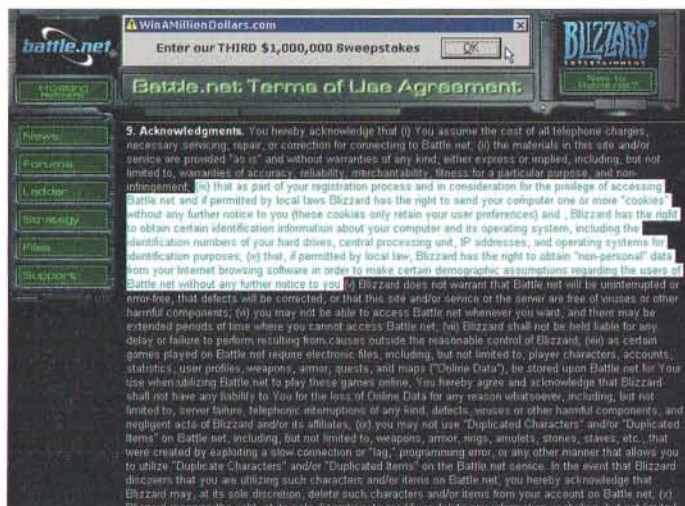 battle.net
WinAMillionDollars.com
Enter our THIRD $1,000,000 Sweepstakes
OK
BLIZZARD
ENTERTAINMENT
New to
Battle.net?
Battle.net Terms of Use Agreement
News
Forums
Ladder
Strategy
Files
Support
9. Acknowledgments. You hereby acknowledge that (i) You assume the cost of all telephone charges,
necessary servicing, repair, or correction for connecting to Battle.net; (ii) the materials in this site and/or
service are provided "as is" and without warranties of any kind, either express or implied, including, but not
limited to, warranties of accuracy, reliability, merchantability, fitness for a particular purpose, and non-
infringement; (iii) that as part of your registration process and in consideration for the privilege of accessing
Battle.net and if permitted by local laws Blizzard has the right to send your computer one or more "cookies"
without any further notice to you (these cookies only retain your user preferences) and , Blizzard has the right
to obtain certain identification information about your computer and its operating system, including the
identification numbers of your hard drives, central processing unit, IP addresses, and operating systems for
identification purposes; (iv) that, if permitted by local law, Blizzard has the right to obtain "non-personal" data
from your Internet browsing software in order to make certain demographic assumptions regarding the users of
Battle.net without any further notice to you (v) Blizzard does not warrant that Battle.net will be uninterrupted or
error-free, that defects will be corrected, or that this site and/or service or the server are free of viruses or other
harmful components; (vi) you may not be able to access Battle.net whenever you want, and there may be
extended periods of time where you cannot access Battle.net; (vii) Blizzard shall not be held liable for any
delay or failure to perform resulting from causes outside the reasonable control of Blizzard; (viii) as certain
games played on Battle.net require electronic files, including, but not limited to, player characters, accounts,
statistics, user profiles, weapons, armor, quests, and maps ("Online Data"), be stored upon Battle.net for Your
use when utilizing Battle.net to play these games online, You hereby agree and acknowledge that Blizzard
shall not have any liability to You for the loss of Online Data for any reason whatsoever, including, but not
limited to, server failure, telephonic interruptions of any kind, defects, viruses or other harmful components, and
negligent acts of Blizzard and/or its affiliates, (ix) you may not use "Duplicated Characters" and/or "Duplicated
Items" on Battle.net, including, but not limited to, weapons, armor, rings, amulets, stones, staves, etc., that
were created by exploiting a slow connection or "lag," programming error, or any other manner that allows you
to utilize "Duplicate Characters" and/or "Duplicated Items" on the Battle.net service. In the event that Blizzard
discovers that you are utilizing such characters and/or items on Battle.net, you hereby acknowledge that
Blizzard may, at its sole discretion, delete such characters and/or items from your account on Battle.net; (x)